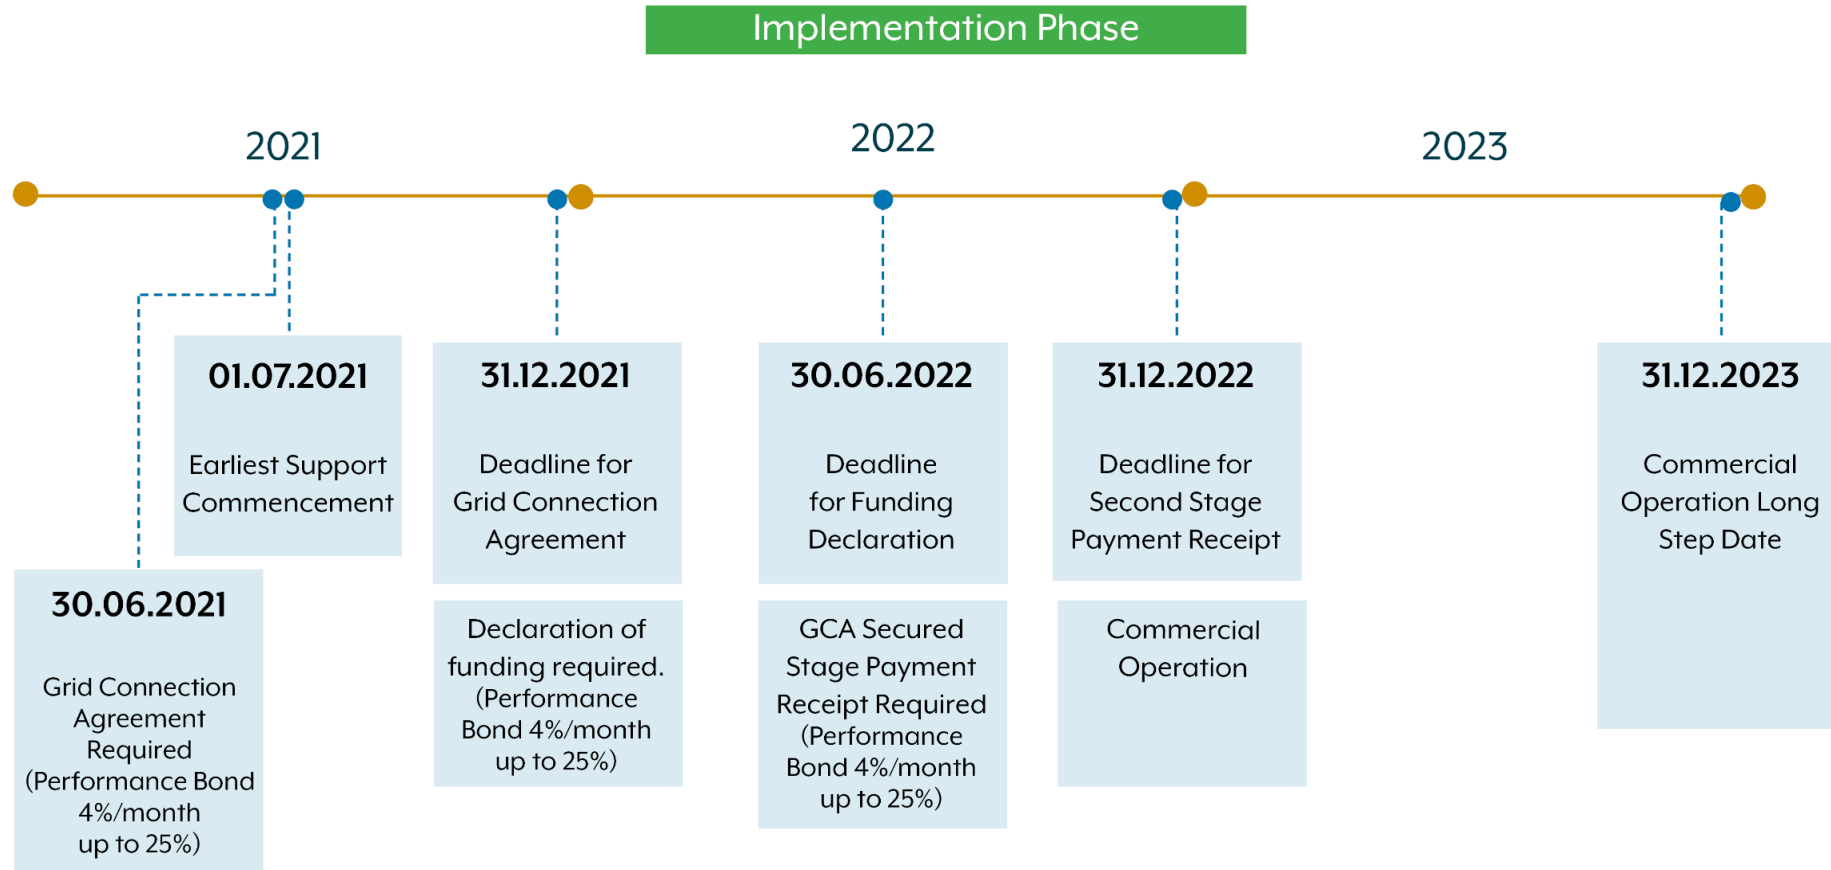 Implementation Phase
2021
2022
2023
30.06.2021
Grid Connection
Agreement
Required
(Performance Bond
4%/month
up to 25%)
01.07.2021
Earliest Support
Commencement
31.12.2021
Deadline for
Grid Connection
Agreement
Declaration of
funding required.
(Performance
Bond 4%/month
up to 25%)
30.06.2022
Deadline
for Funding
Declaration
GCA Secured
Stage Payment
Receipt Required
(Performance
Bond 4%/month
up to 25%)
31.12.2022
Deadline for
Second Stage
Payment Receipt
Commercial
Operation
31.12.2023
Commercial
Operation Long
Step Date